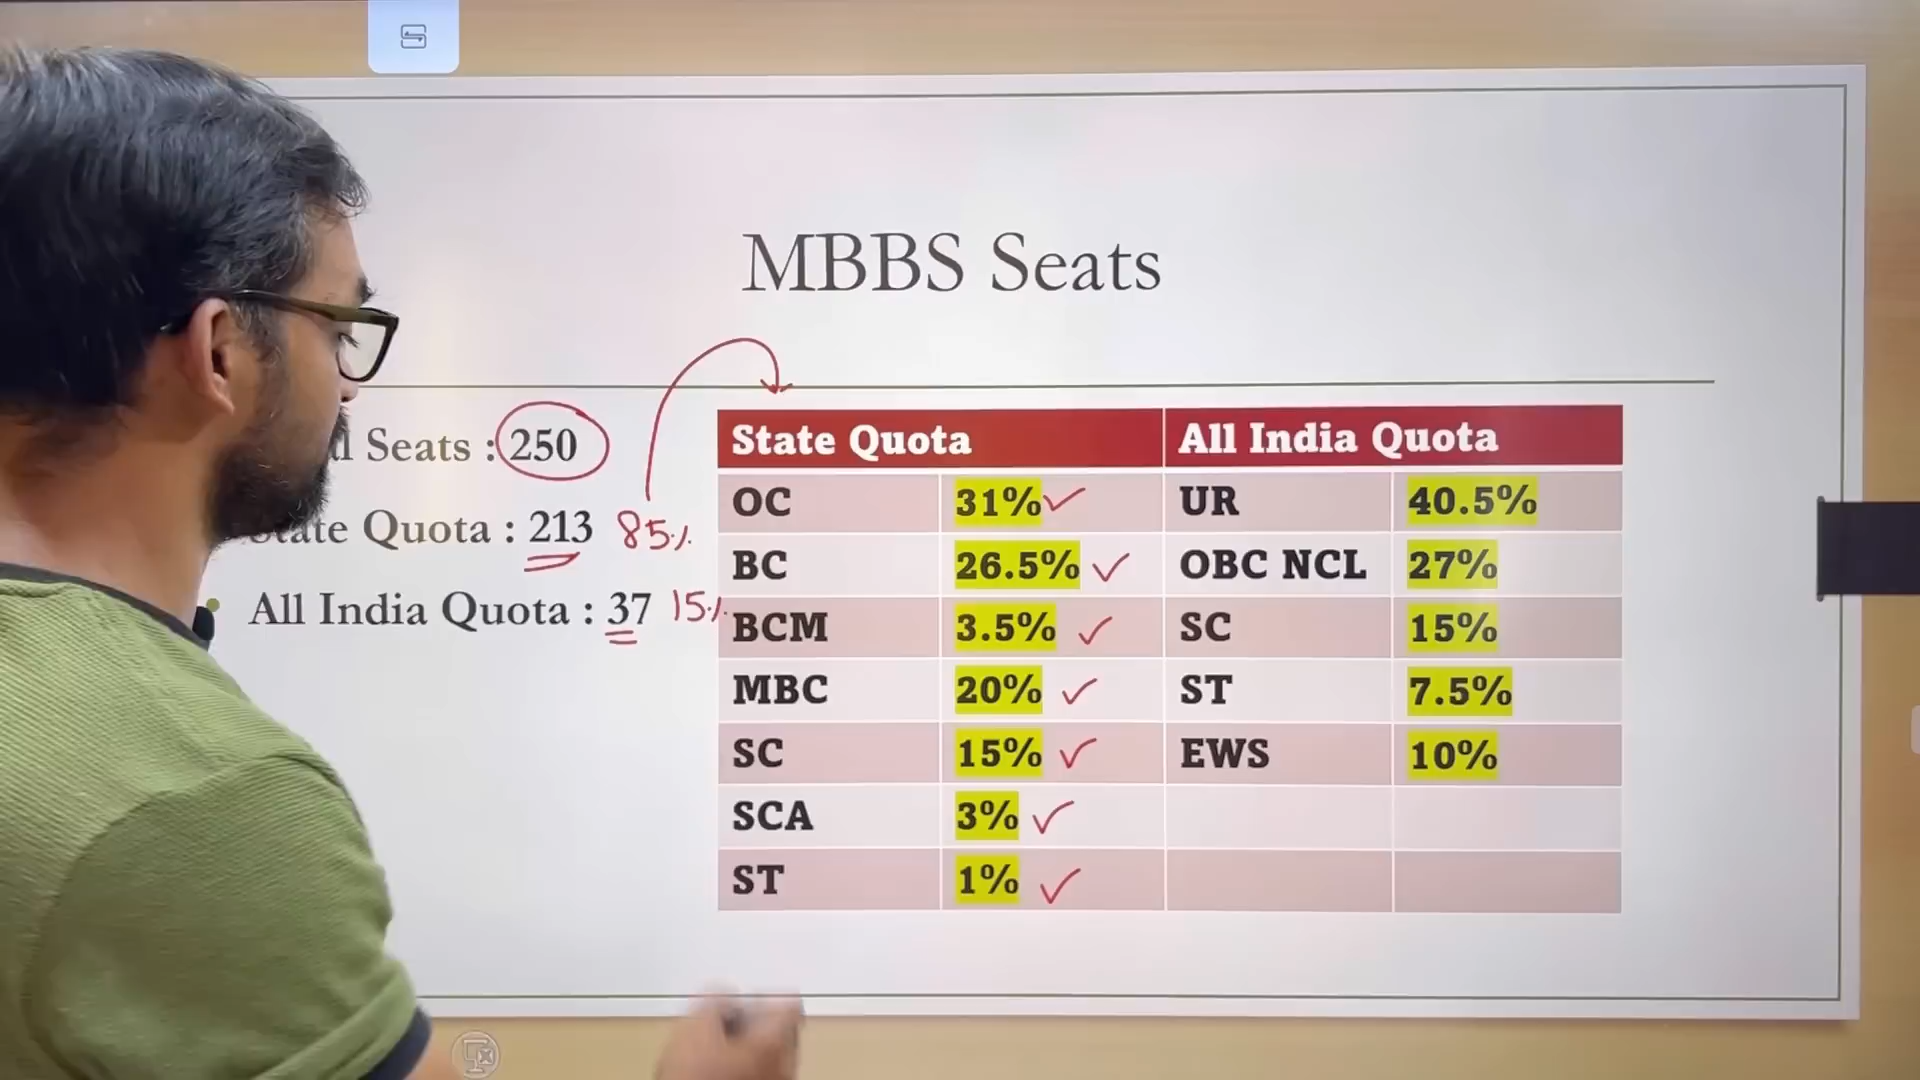 MBBS Seats
Seats : 250
Quota : 213 85%
All India Quota : 37 15%
State Quota All India Quota
OC 31% UR 40.5%
BC 26.5% OBC NCL 27%
BCM 3.5% SC 15%
MBC 20% ST 7.5%
SC 15% EWS 10%
SCA 3%
ST 1%